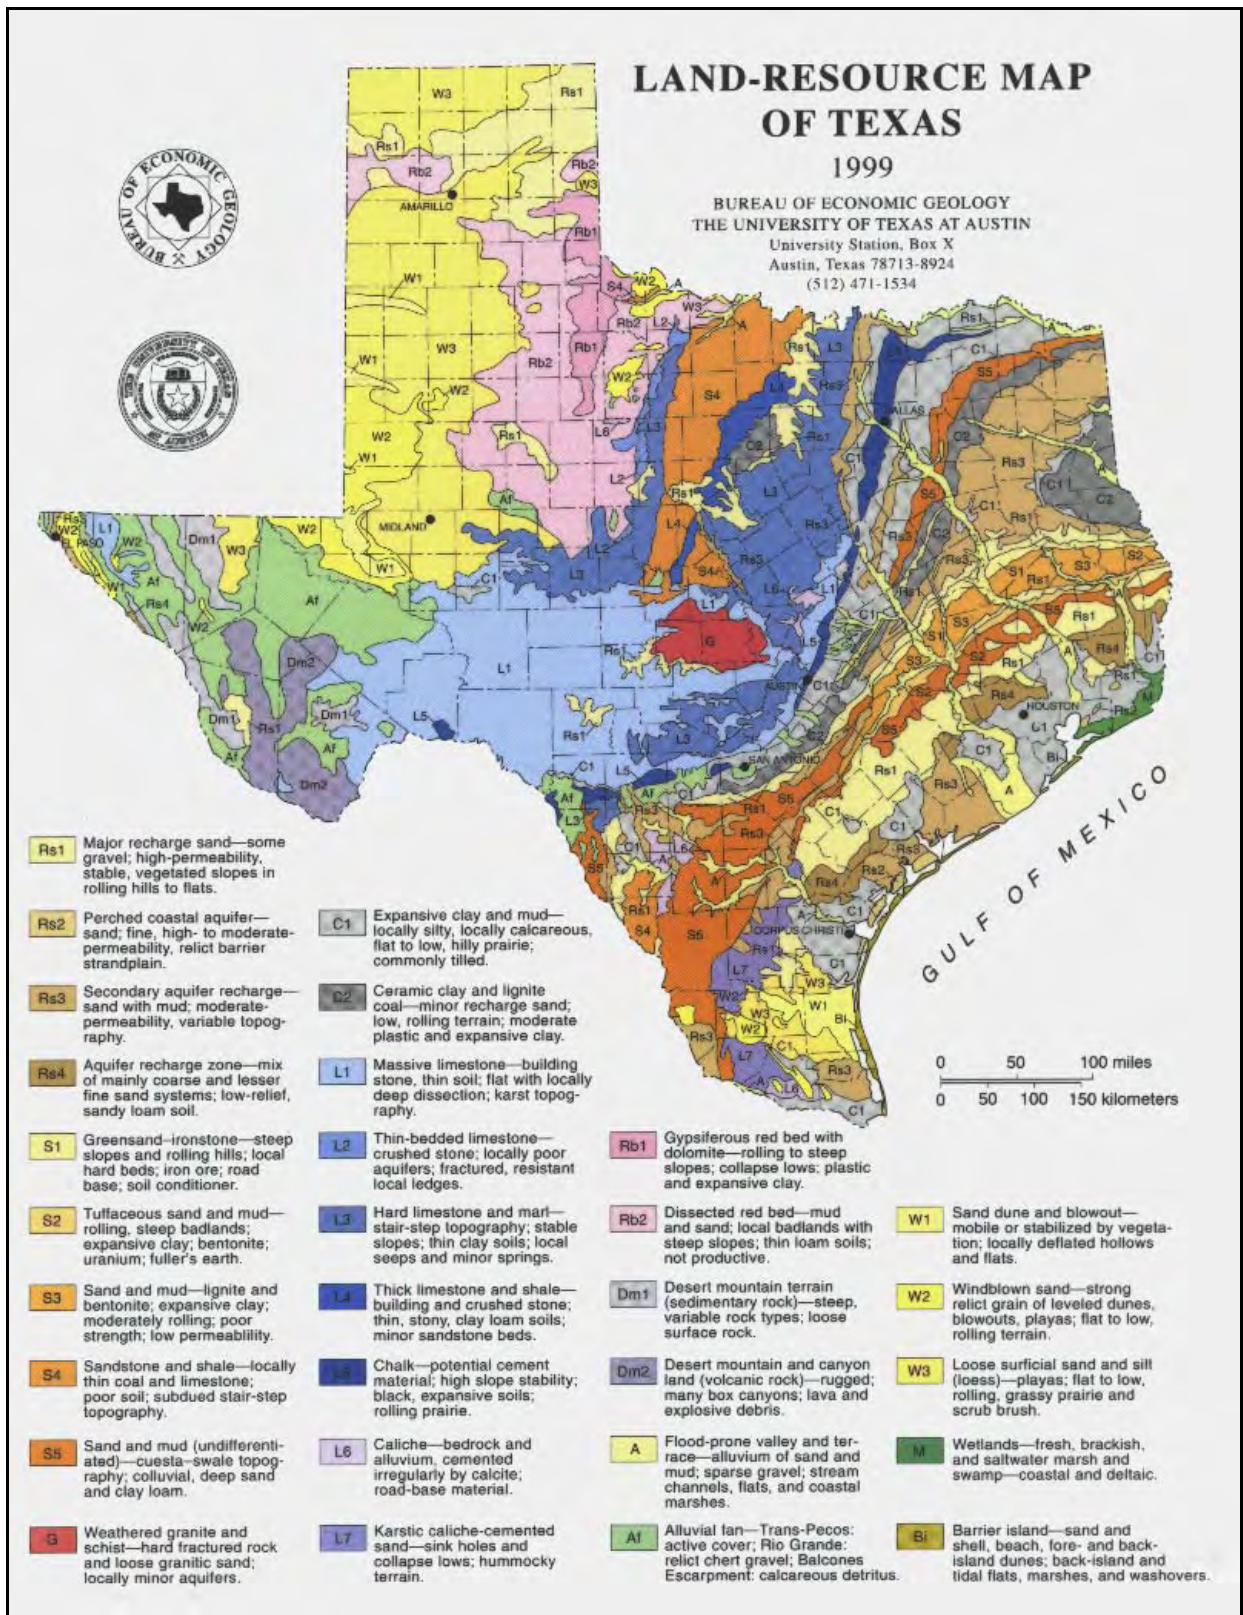 LAND-RESOURCE MAP
OF TEXAS
1999
BUREAU OF ECONOMIC GEOLOGY
THE UNIVERSITY OF TEXAS AT AUSTIN
University Station, Box X
Austin, Texas 78713-8924
(512) 471-1534
BUREAU OF ECONOMIC GEOLOGY
AMARILLO
MIDLAND
EL PASO
DALLAS
AUSTIN
HOUSTON
SAN ANTONIO
CORPUS CHRISTI
GULF OF MEXICO
0 50 100 miles
0 50 100 150 kilometers
Rs1 Major recharge sand—some
gravel; high-permeability,
stable, vegetated slopes in
rolling hills to flats.
Rs2 Perched coastal aquifer—
sand; fine, high- to moderate-
permeability, relict barrier
strandplain.
Rs3 Secondary aquifer recharge—
sand with mud; moderate-
permeability, variable topog-
raphy.
Rs4 Aquifer recharge zone—mix
of mainly coarse and lesser
fine sand systems; low-relief,
sandy loam soil.
S1 Greensand–ironstone—steep
slopes and rolling hills; local
hard beds; iron ore; road
base; soil conditioner.
S2 Tuffaceous sand and mud—
rolling, steep badlands;
expansive clay; bentonite;
uranium; fuller's earth.
S3 Sand and mud—lignite and
bentonite; expansive clay;
moderately rolling; poor
strength; low permeablility.
S4 Sandstone and shale—locally
thin coal and limestone;
poor soil; subdued stair-step
topography.
S5 Sand and mud (undifferenti-
ated)—cuesta–swale topog-
raphy; colluvial, deep sand
and clay loam.
G Weathered granite and
schist—hard fractured rock
and loose granitic sand;
locally minor aquifers.
C1 Expansive clay and mud—
locally silty, locally calcareous,
flat to low, hilly prairie;
commonly tilled.
C2 Ceramic clay and lignite
coal—minor recharge sand;
low, rolling terrain; moderate
plastic and expansive clay.
L1 Massive limestone—building
stone, thin soil; flat with locally
deep dissection; karst topog-
raphy.
L2 Thin-bedded limestone—
crushed stone; locally poor
aquifers; fractured, resistant
local ledges.
L3 Hard limestone and marl—
stair-step topography; stable
slopes; thin clay soils; local
seeps and minor springs.
L4 Thick limestone and shale—
building and crushed stone;
thin, stony, clay loam soils;
minor sandstone beds.
L5 Chalk—potential cement
material; high slope stability;
black, expansive soils;
rolling prairie.
L6 Caliche—bedrock and
alluvium, cemented
irregularly by calcite;
road-base material.
L7 Karstic caliche-cemented
sand—sink holes and
collapse lows; hummocky
terrain.
Rb1 Gypsiferous red bed with
dolomite—rolling to steep
slopes; collapse lows; plastic
and expansive clay.
Rb2 Dissected red bed—mud
and sand; local badlands with
steep slopes; thin loam soils;
not productive.
Dm1 Desert mountain terrain
(sedimentary rock)—steep,
variable rock types; loose
surface rock.
Dm2 Desert mountain and canyon
land (volcanic rock)—rugged;
many box canyons; lava and
explosive debris.
A Flood-prone valley and ter-
race—alluvium of sand and
mud; sparse gravel; stream
channels, flats, and coastal
marshes.
Af Alluvial fan—Trans-Pecos:
active cover; Rio Grande:
relict chert gravel; Balcones
Escarpment: calcareous detritus.
W1 Sand dune and blowout—
mobile or stabilized by vegeta-
tion; locally deflated hollows
and flats.
W2 Windblown sand—strong
relict grain of leveled dunes,
blowouts, playas; flat to low,
rolling terrain.
W3 Loose surficial sand and silt
(loess)—playas; flat to low,
rolling, grassy prairie and
scrub brush.
M Wetlands—fresh, brackish,
and saltwater marsh and
swamp—coastal and deltaic.
Bi Barrier island—sand and
shell, beach, fore- and back-
island dunes; back-island and
tidal flats, marshes, and washovers.